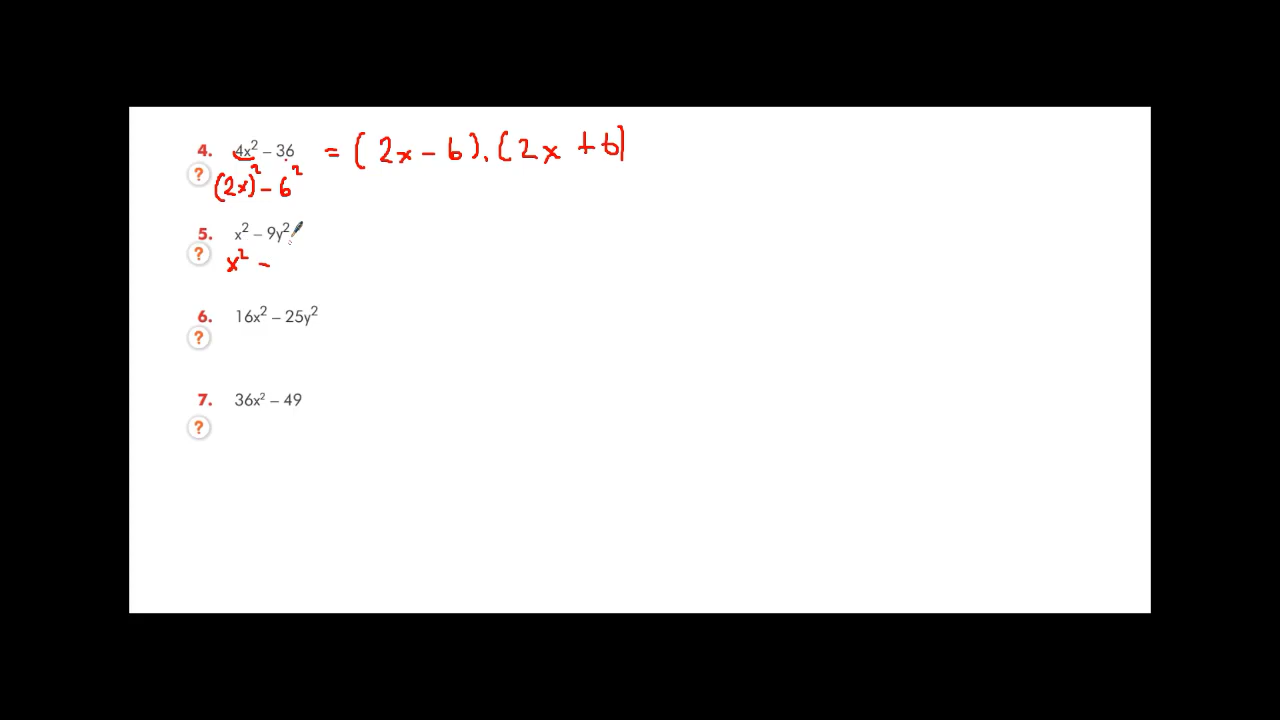 4. 4x² – 36 = (2x – 6).(2x + 6)
? (2x)² – 6²
5. x² – 9y²
? x² –
6. 16x² – 25y²
?
7. 36x² – 49
?